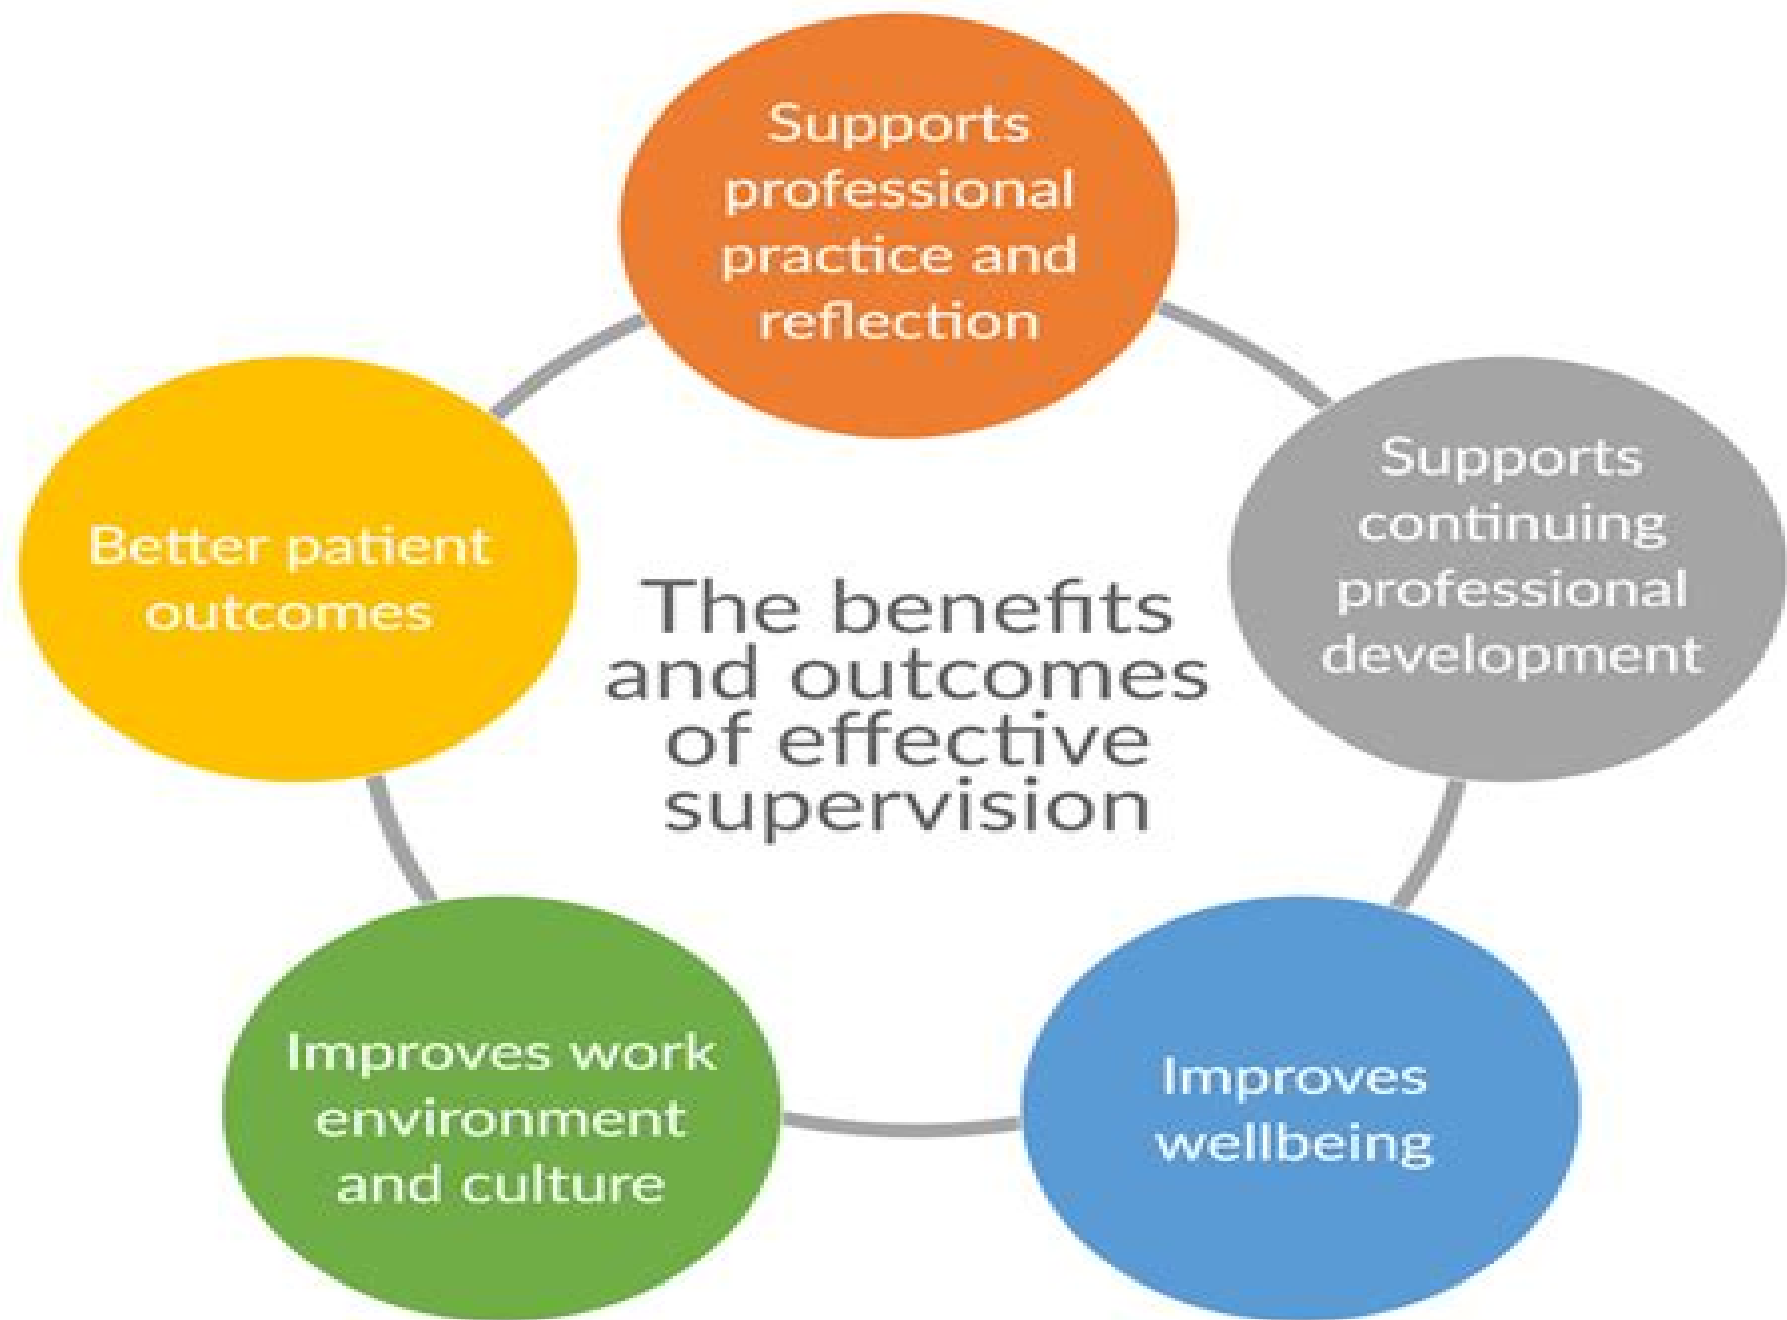 Supports
professional
practice and
reflection
Supports
continuing
professional
development
Improves
wellbeing
Improves work
environment
and culture
Better patient
outcomes
The benefits
and outcomes
of effective
supervision